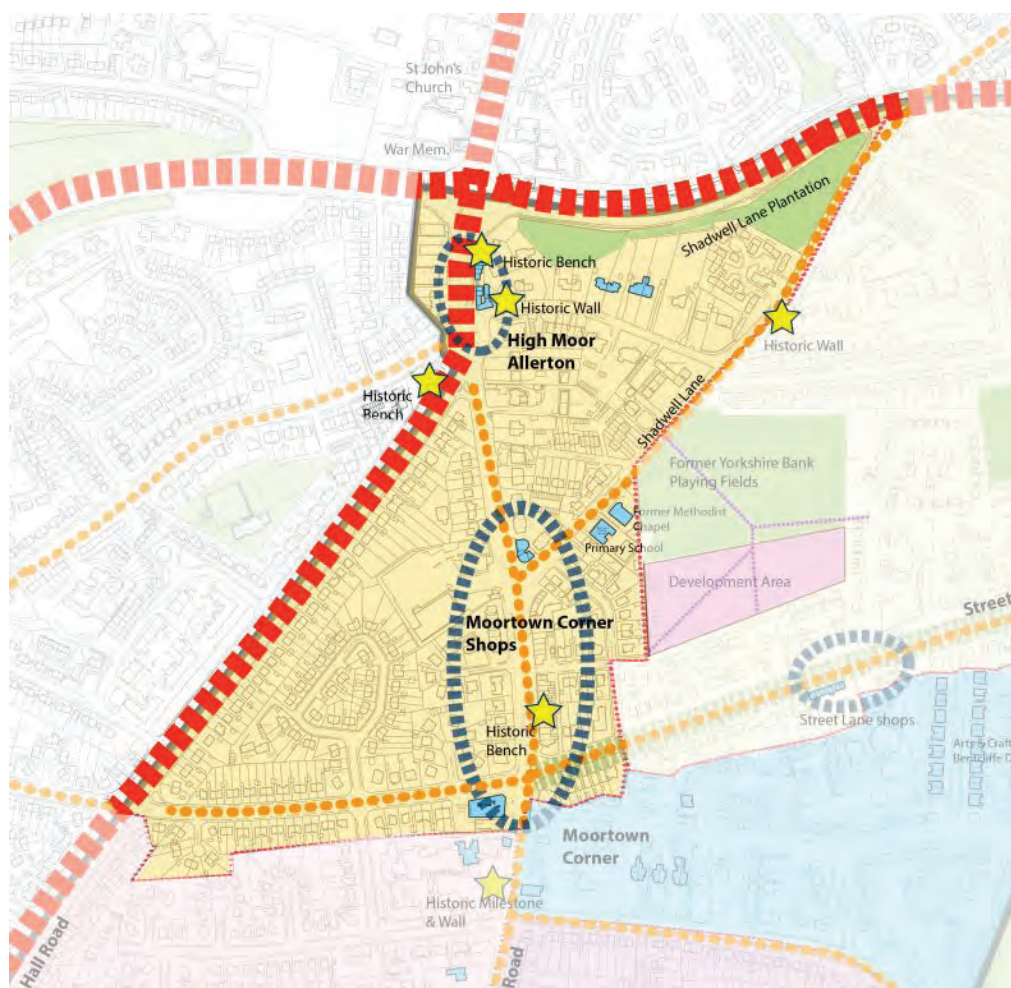 St John's
Church
War Mem.
Shadwell Lane Plantation
Historic Bench
Historic Wall
Historic Wall
High Moor
Allerton
Historic
Bench
Shadwell Lane
Former Yorkshire Bank
Playing Fields
Former Methodist
Chapel
Primary School
Development Area
Street
Moortown Corner
Shops
Historic
Bench
Street Lane shops
Arts & Craft
Moortown
Corner
Historic Milestone
& Wall
Hall Road
Road